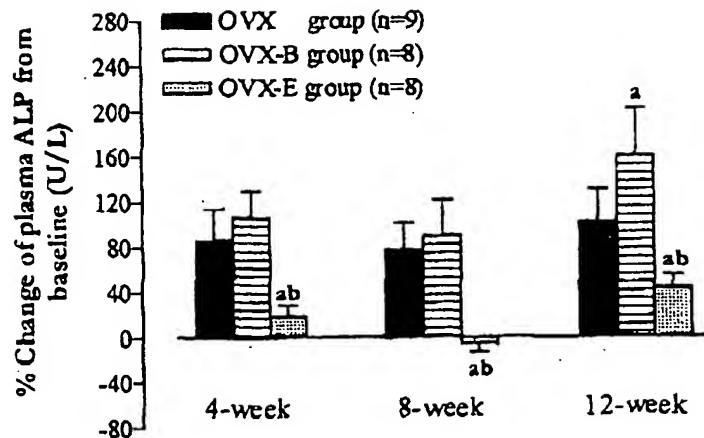 % Change of plasma ALP from
baseline (U/L)
280
240
200
160
120
80
40
0
-40
-80
OVX group (n=9)
OVX-B group (n=8)
OVX-E group (n=8)
ab
ab
a
ab
4-week
8-week
12-week